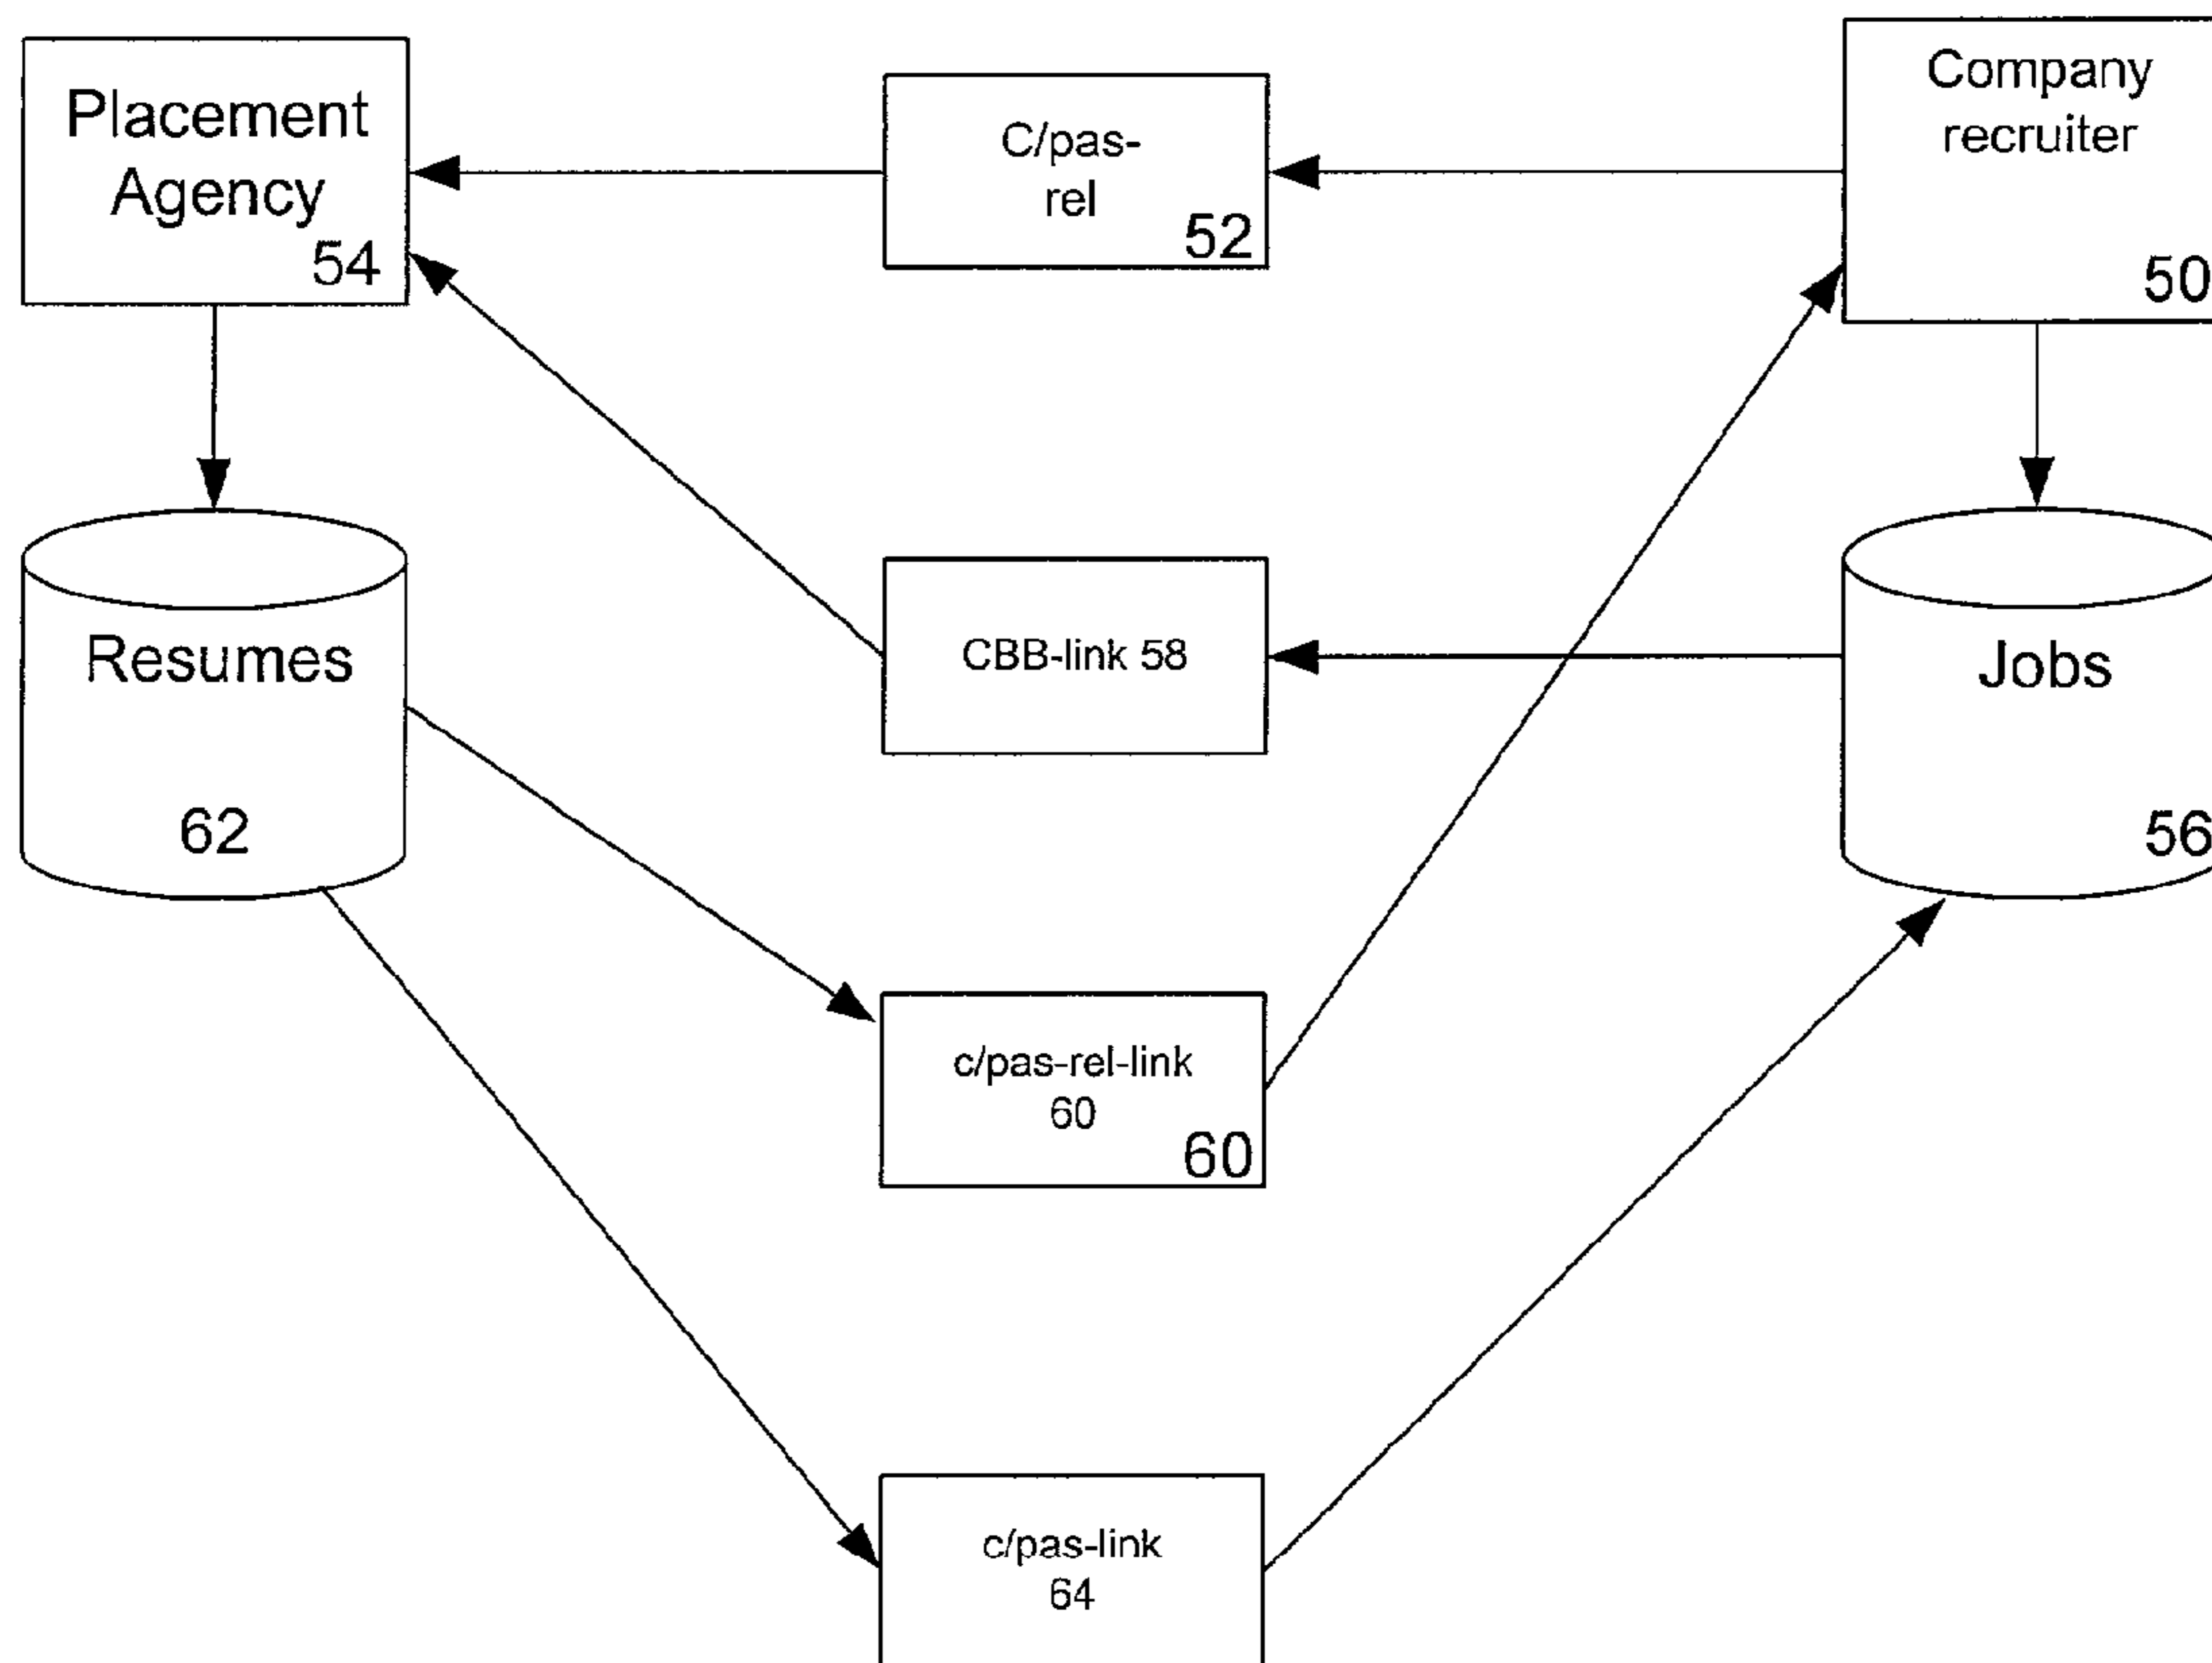 Placement
Agency
54
C/pas-
rel
52
Company
recruiter
50
Resumes
62
CBB-link 58
Jobs
56
c/pas-rel-link
60
60
c/pas-link
64